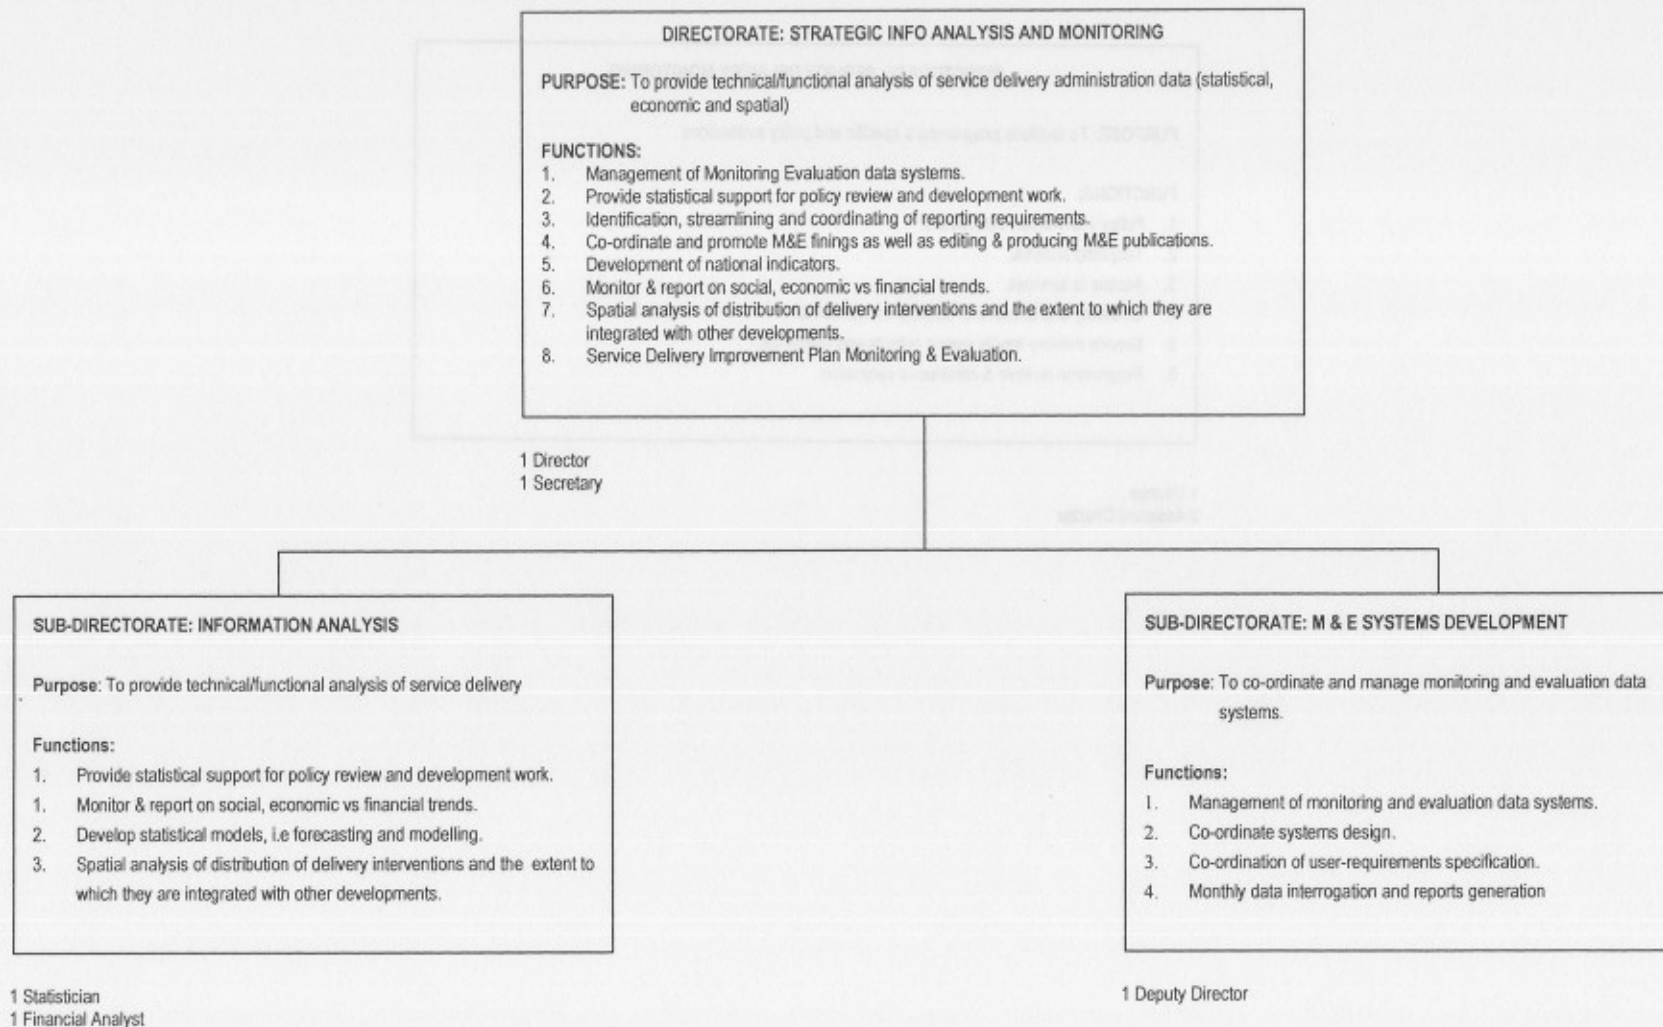 DIRECTORATE: STRATEGIC INFO ANALYSIS AND MONITORING
PURPOSE: To provide technical/functional analysis of service delivery administration data (statistical,
economic and spatial)
FUNCTIONS:
1. Management of Monitoring Evaluation data systems.
2. Provide statistical support for policy review and development work.
3. Identification, streamlining and coordinating of reporting requirements.
4. Co-ordinate and promote M&E finings as well as editing & producing M&E publications.
5. Development of national indicators.
6. Monitor & report on social, economic vs financial trends.
7. Spatial analysis of distribution of delivery interventions and the extent to which they are
integrated with other developments.
8. Service Delivery Improvement Plan Monitoring & Evaluation.
1 Director
1 Secretary
SUB-DIRECTORATE: INFORMATION ANALYSIS
Purpose: To provide technical/functional analysis of service delivery
Functions:
1. Provide statistical support for policy review and development work.
1. Monitor & report on social, economic vs financial trends.
2. Develop statistical models, i.e forecasting and modelling.
3. Spatial analysis of distribution of delivery interventions and the extent to
which they are integrated with other developments.
1 Statistician
1 Financial Analyst
SUB-DIRECTORATE: M & E SYSTEMS DEVELOPMENT
Purpose: To co-ordinate and manage monitoring and evaluation data
systems.
Functions:
1. Management of monitoring and evaluation data systems.
2. Co-ordinate systems design.
3. Co-ordination of user-requirements specification.
4. Monthly data interrogation and reports generation
1 Deputy Director